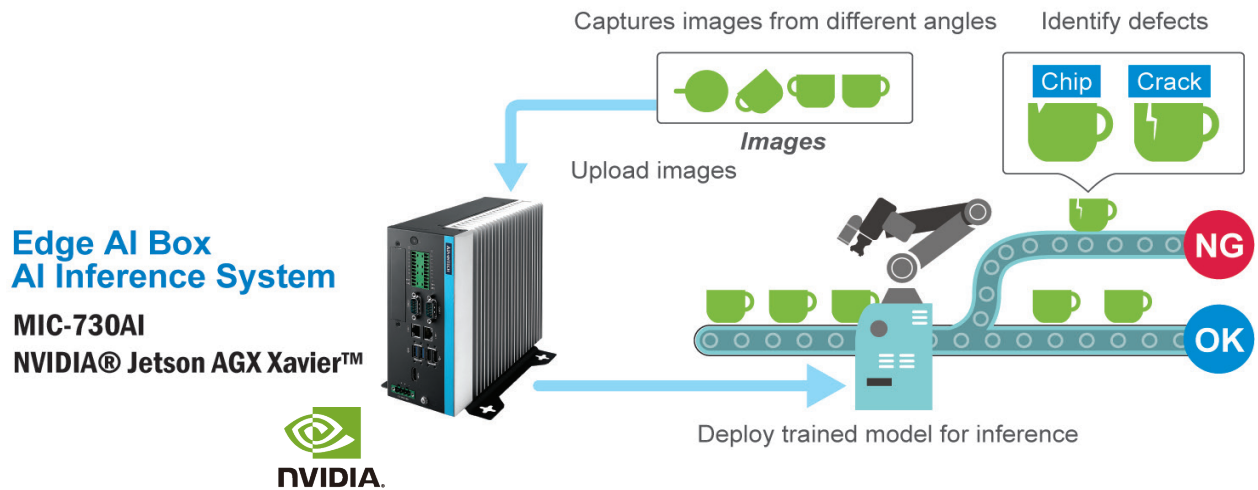 Captures images from different angles
Identify defects
Chip
Crack
Images
Upload images
Edge AI Box
AI Inference System
MIC-730AI
NVIDIA® Jetson AGX Xavier™
NG
OK
Deploy trained model for inference
NVIDIA.